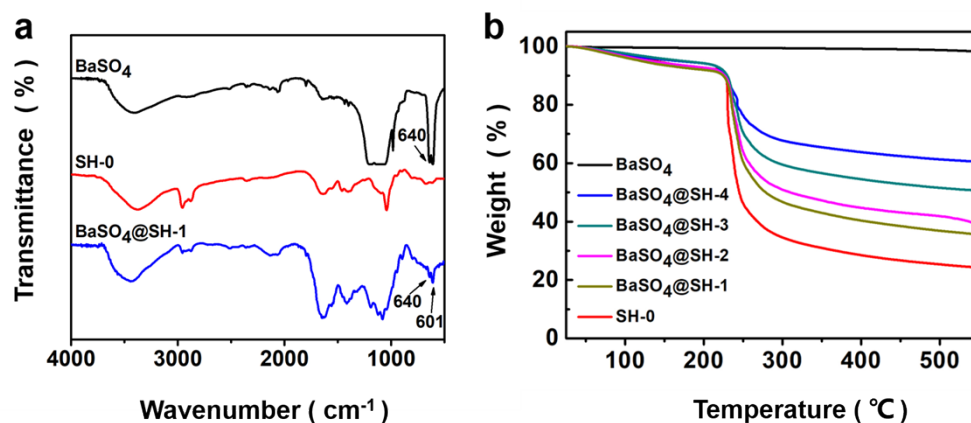 a
Transmittance ( % )
BaSO4
640
SH-0
BaSO4@SH-1
640
601
4000 3000 2000 1000
Wavenumber ( cm-1 )
b
Weight ( % )
100
80
60
40
20
0
BaSO4
BaSO4@SH-4
BaSO4@SH-3
BaSO4@SH-2
BaSO4@SH-1
SH-0
100 200 300 400 500
Temperature ( ℃ )